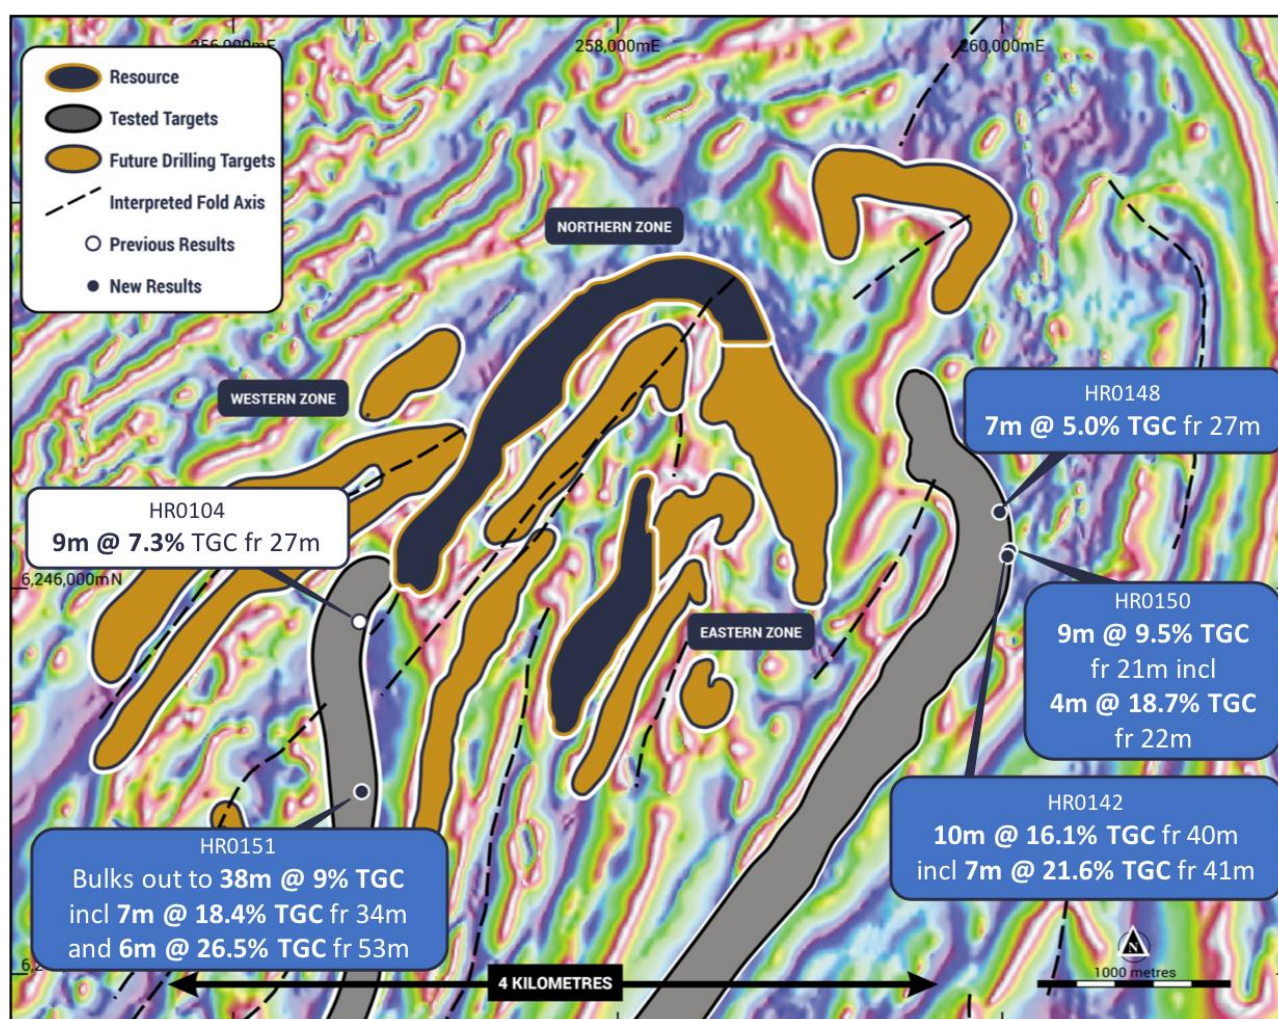 256,000mE
258,000mE
260,000mE
Resource
Tested Targets
Future Drilling Targets
Interpreted Fold Axis
Previous Results
New Results
NORTHERN ZONE
WESTERN ZONE
HR0148
7m @ 5.0% TGC fr 27m
HR0104
9m @ 7.3% TGC fr 27m
6,246,000mN
EASTERN ZONE
HR0150
9m @ 9.5% TGC
fr 21m incl
4m @ 18.7% TGC
fr 22m
HR0142
10m @ 16.1% TGC fr 40m
incl 7m @ 21.6% TGC fr 41m
HR0151
Bulks out to 38m @ 9% TGC
incl 7m @ 18.4% TGC fr 34m
and 6m @ 26.5% TGC fr 53m
N
1000 metres
4 KILOMETRES